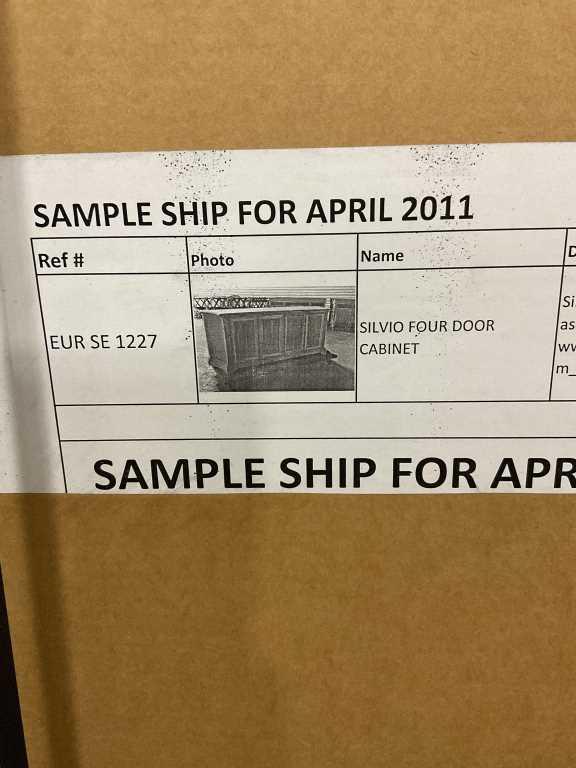 SAMPLE SHIP FOR APRIL 2011
Ref # Photo Name
EUR SE 1227
SILVIO FOUR DOOR
CABINET
SAMPLE SHIP FOR APR